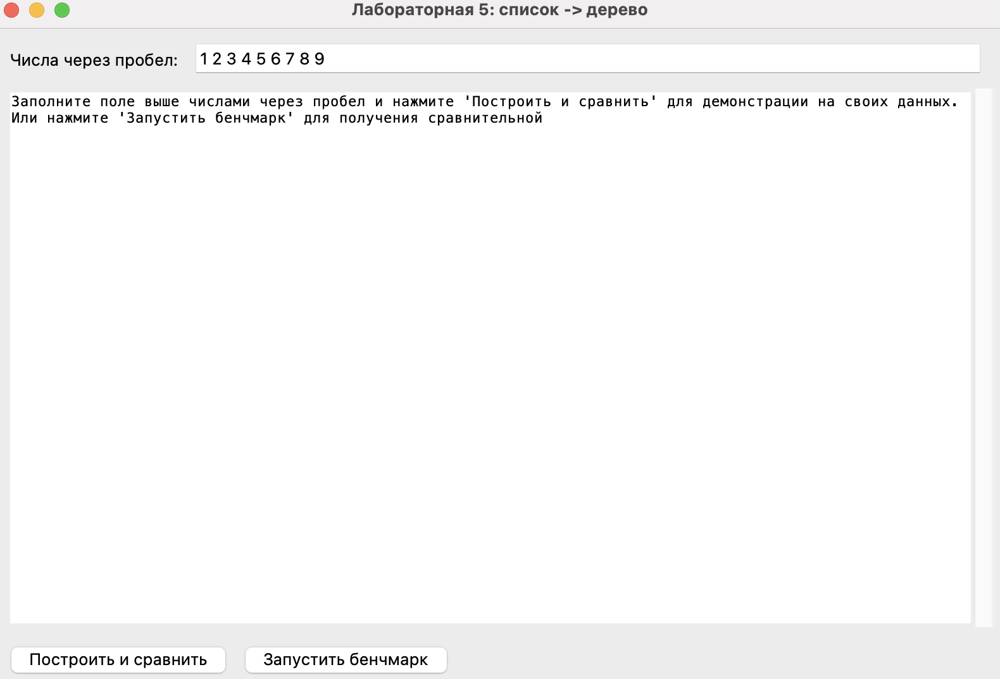 Лабораторная 5: список -> дерево
Числа через пробел: 1 2 3 4 5 6 7 8 9
Заполните поле выше числами через пробел и нажмите 'Построить и сравнить' для демонстрации на своих данных.
Или нажмите 'Запустить бенчмарк' для получения сравнительной
Построить и сравнить Запустить бенчмарк